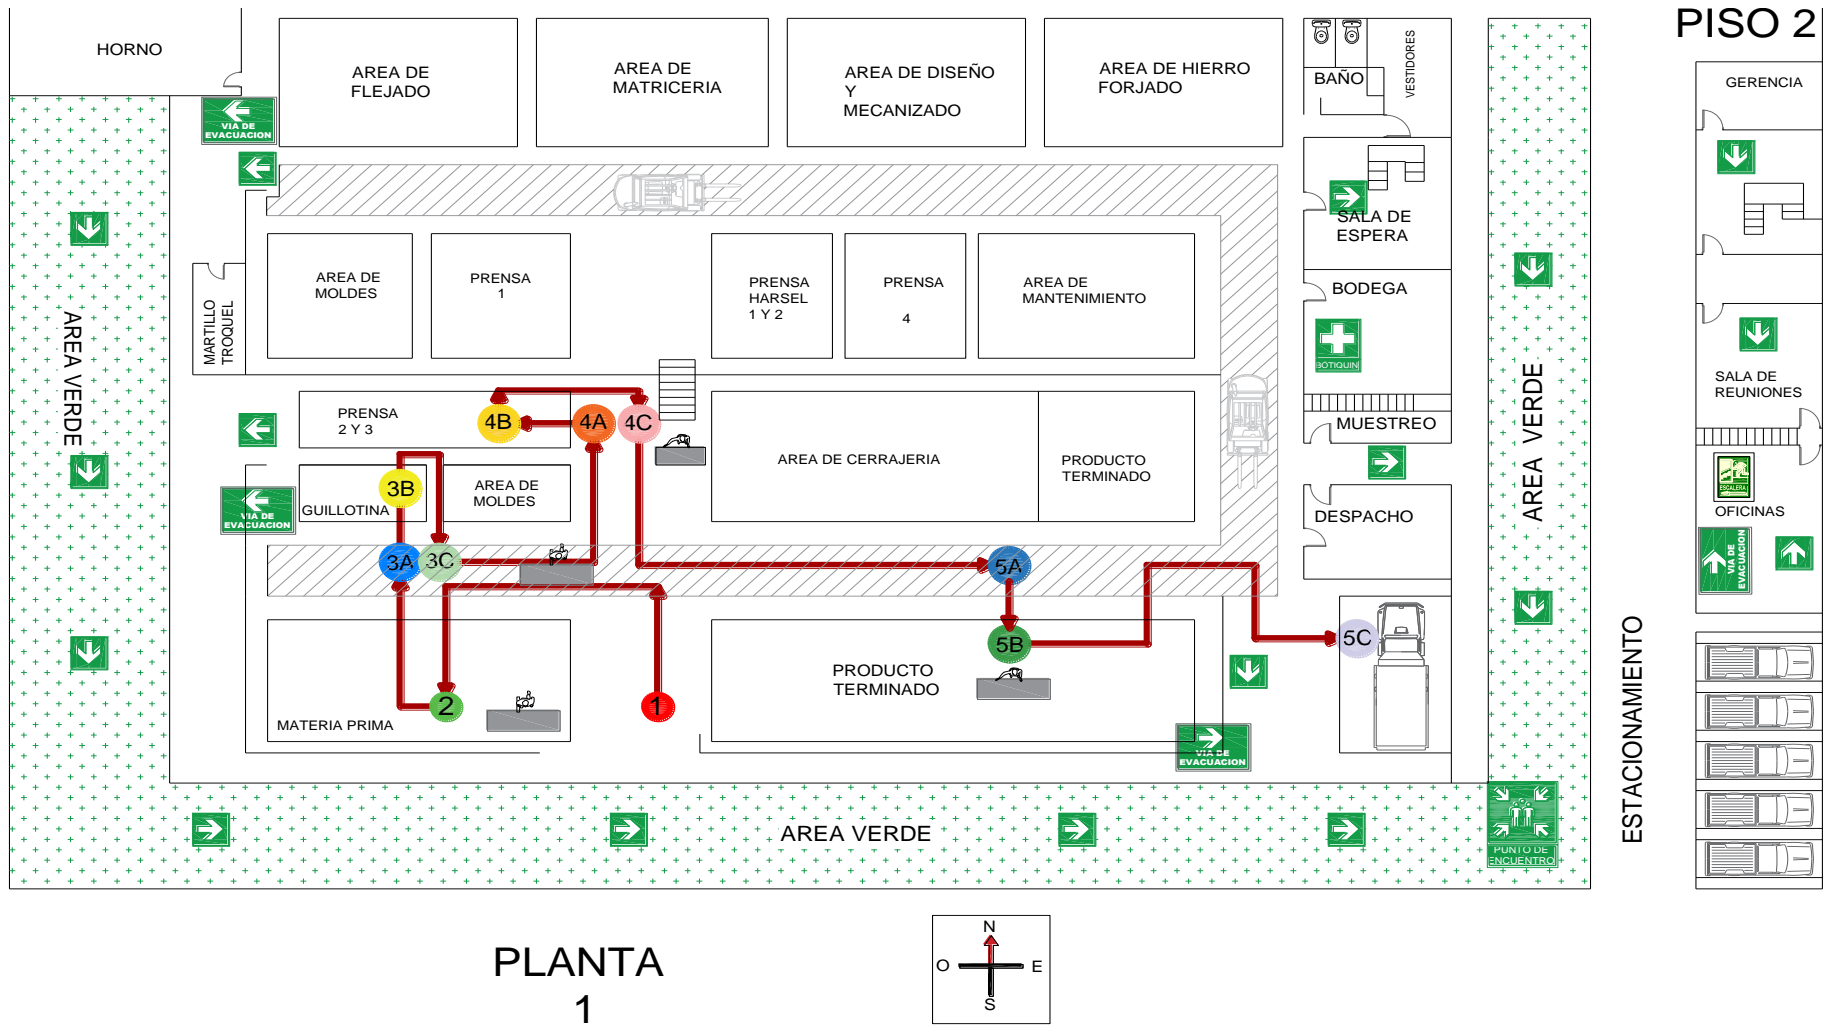 PISO 2
HORNO
AREA DE
FLEJADO
AREA DE
MATRICERIA
AREA DE DISEÑO
Y
MECANIZADO
AREA DE HIERRO
FORJADO
BAÑO
VESTIDORES
GERENCIA
VIA DE
EVACUACION
SALA DE
ESPERA
AREA DE
MOLDES
PRENSA
1
PRENSA
HARSEL
1 Y 2
PRENSA
4
AREA DE
MANTENIMIENTO
BODEGA
BOTIQUIN
MARTILLO
TROQUEL
AREA VERDE
AREA VERDE
SALA DE
REUNIONES
PRENSA
2 Y 3
4B
4A
4C
MUESTREO
AREA DE CERRAJERIA
PRODUCTO
TERMINADO
3B
GUILLOTINA
AREA DE
MOLDES
VIA DE
EVACUACION
DESPACHO
ESCALERA
OFICINAS
VIA DE
EVACUACION
3A
3C
5A
5B
5C
PRODUCTO
TERMINADO
2
1
MATERIA PRIMA
VIA DE
EVACUACION
ESTACIONAMIENTO
AREA VERDE
PUNTO DE
ENCUENTRO
PLANTA
1
N
O
E
S